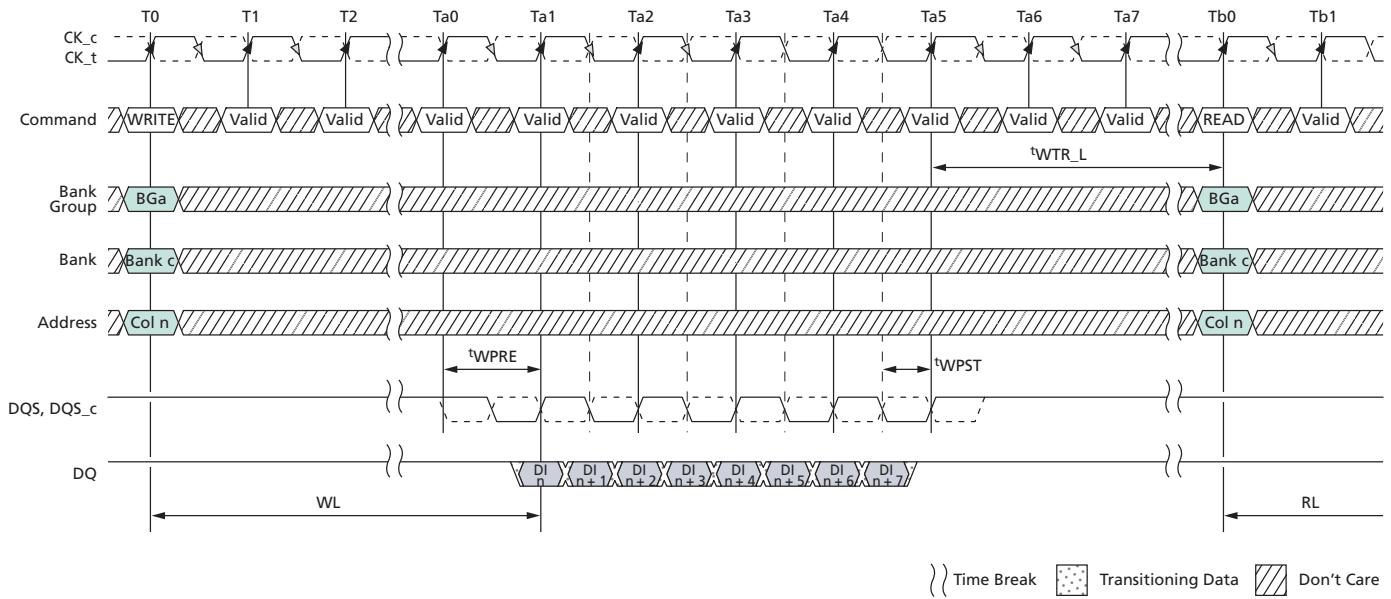 T0 T1 T2 Ta0 Ta1 Ta2 Ta3 Ta4 Ta5 Ta6 Ta7 Tb0 Tb1
CK_c
CK_t
Command WRITE Valid Valid Valid Valid Valid Valid Valid Valid Valid Valid READ Valid
tWTR_L
Bank
Group BGa BGa
Bank Bank c Bank c
Address Col n Col n
tWPRE tWPST
DQS, DQS_c
DQ DI n DI n + 1 DI n + 2 DI n + 3 DI n + 4 DI n + 5 DI n + 6 DI n + 7
WL RL
Time Break Transitioning Data Don't Care